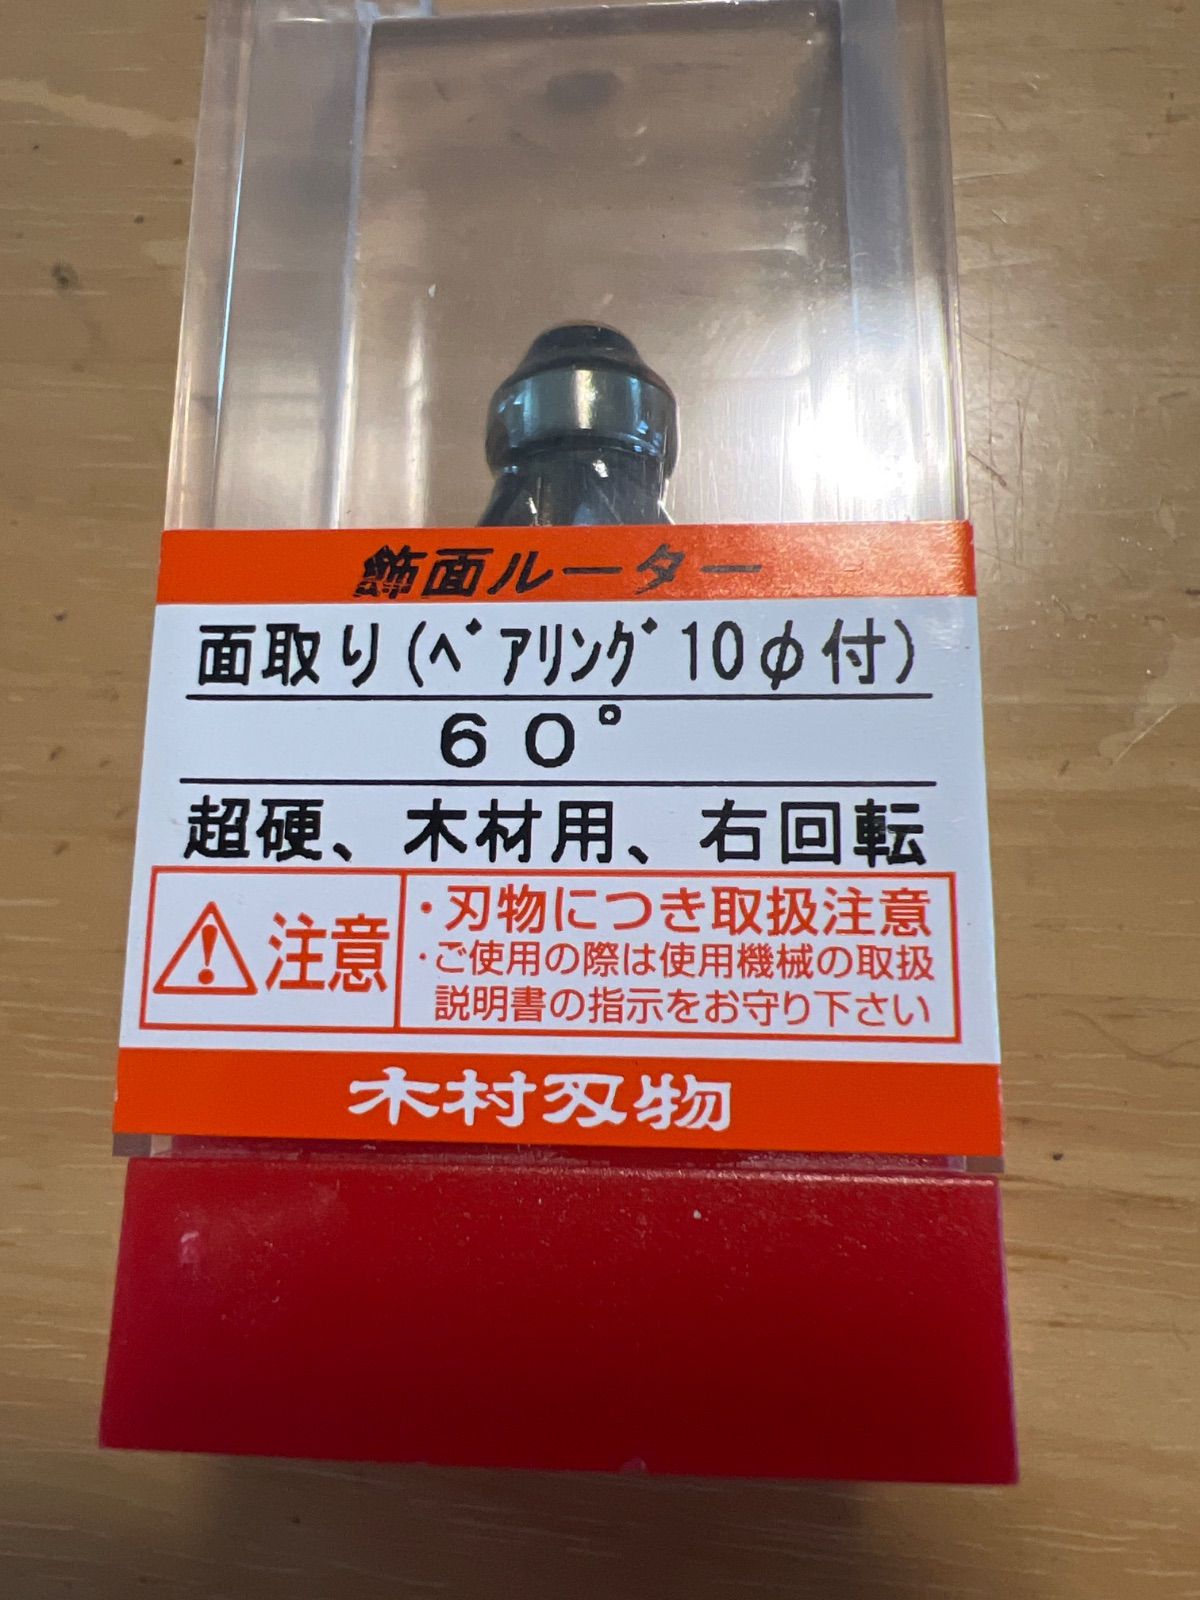 飾面ルーター
面取り(ﾍﾞｱﾘﾝｸﾞ10φ付)
６０°
超硬、木材用、右回転
注意
・刃物につき取扱注意
・ご使用の際は使用機械の取扱
説明書の指示をお守り下さい
木村刃物